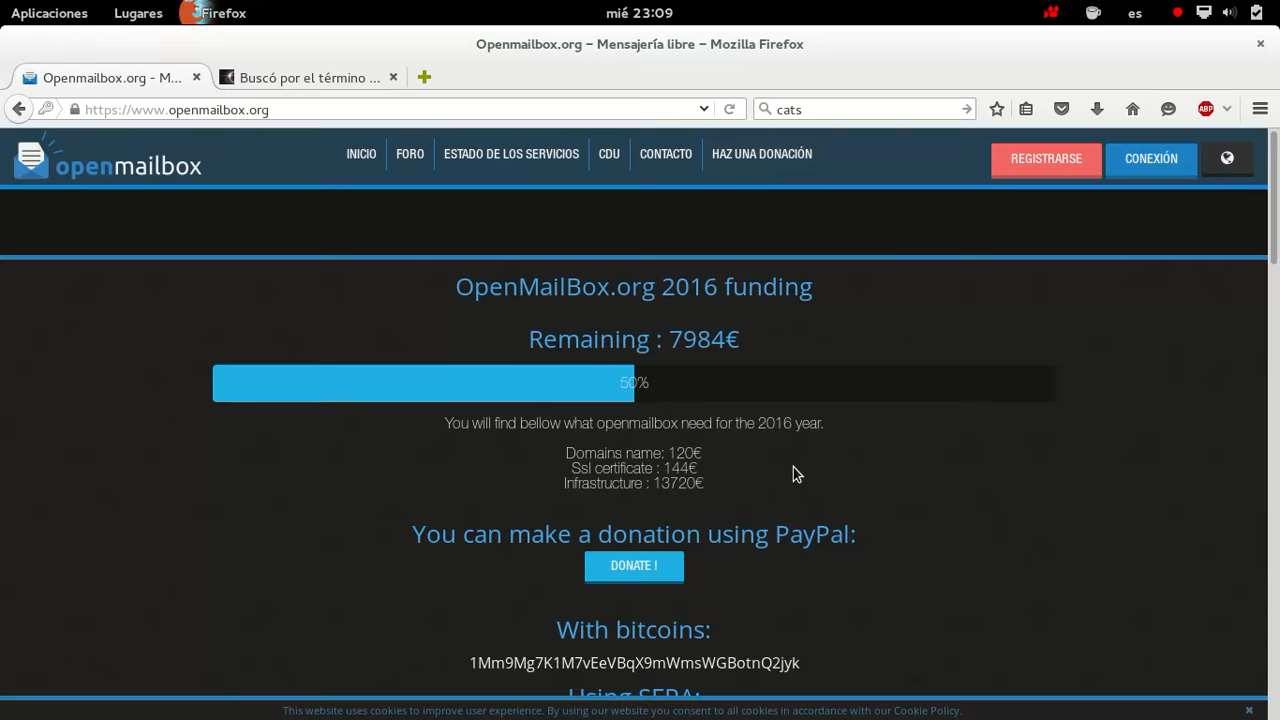 Aplicaciones Lugares Firefox mié 23:09 es
Openmailbox.org – Mensajería libre – Mozilla Firefox
Openmailbox.org - M... Buscó por el término ...
https://www.openmailbox.org cats ABP
openmailbox INICIO FORO ESTADO DE LOS SERVICIOS CDU CONTACTO HAZ UNA DONACIÓN REGISTRARSE CONEXIÓN
OpenMailBox.org 2016 funding
Remaining : 7984€
50%
You will find bellow what openmailbox need for the 2016 year.
Domains name: 120€
Ssl certificate : 144€
Infrastructure : 13720€
You can make a donation using PayPal:
DONATE !
With bitcoins:
1Mm9Mg7K1M7vEeVBqX9mWmsWGBotnQ2jyk
Using SEPA:
This website uses cookies to improve user experience. By using our website you consent to all cookies in accordance with our Cookie Policy.